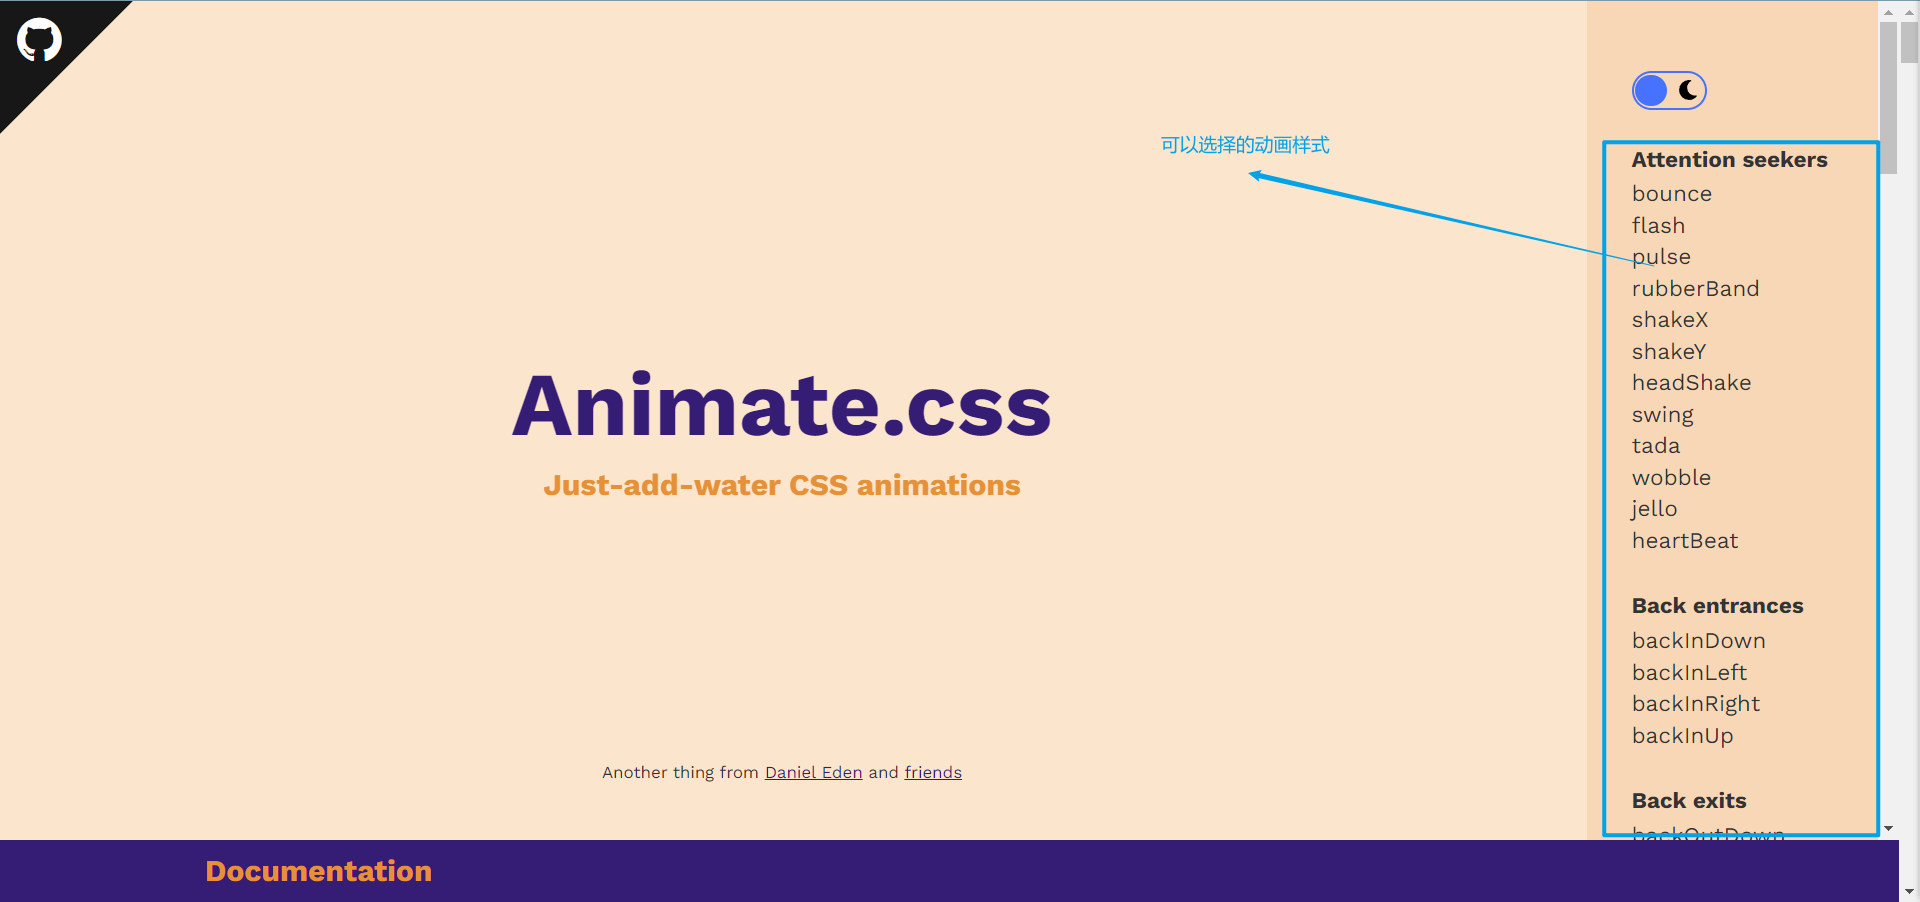 可以选择的动画样式
Animate.css
Just-add-water CSS animations
Another thing from Daniel Eden and friends
Attention seekers
bounce
flash
pulse
rubberBand
shakeX
shakeY
headShake
swing
tada
wobble
jello
heartBeat
Back entrances
backInDown
backInLeft
backInRight
backInUp
Back exits
backOutDown
Documentation